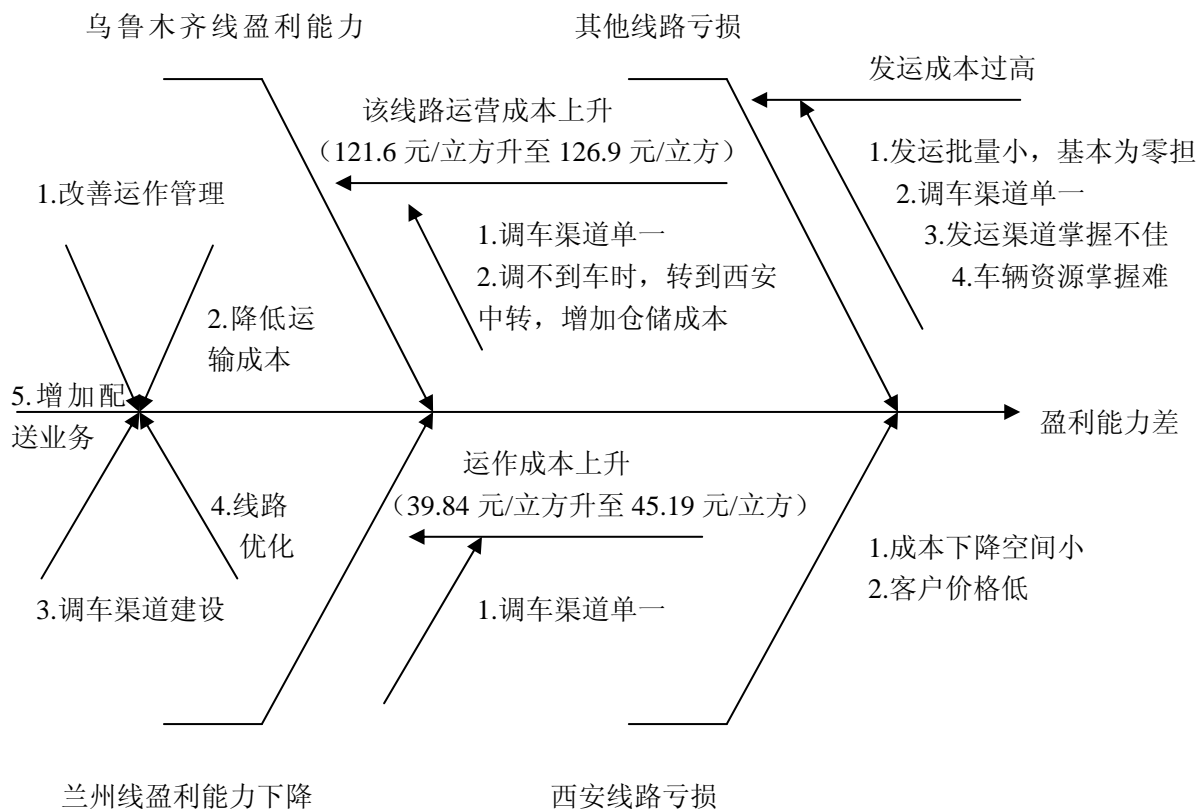 乌鲁木齐线盈利能力
其他线路亏损
发运成本过高
该线路运营成本上升
（121.6 元/立方升至 126.9 元/立方）
1.发运批量小，基本为零担
2.调车渠道单一
3.发运渠道掌握不佳
4.车辆资源掌握难
1.改善运作管理
1.调车渠道单一
2.调不到车时，转到西安
中转，增加仓储成本
2.降低运
输成本
5.增加配
送业务
盈利能力差
运作成本上升
（39.84 元/立方升至 45.19 元/立方）
4.线路
优化
1.成本下降空间小
2.客户价格低
3.调车渠道建设
1.调车渠道单一
兰州线盈利能力下降
西安线路亏损